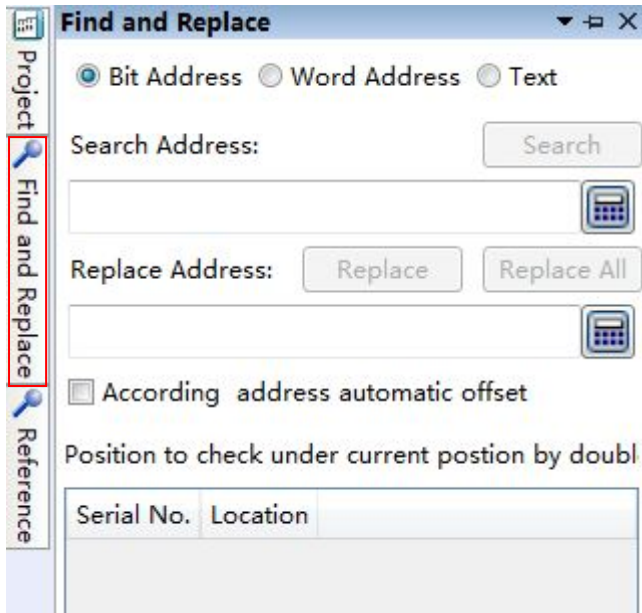 Find and Replace
Project
Find and Replace
Reference
Bit Address Word Address Text
Search Address: Search
Replace Address: Replace Replace All
According address automatic offset
Position to check under current postion by doubl
Serial No. Location